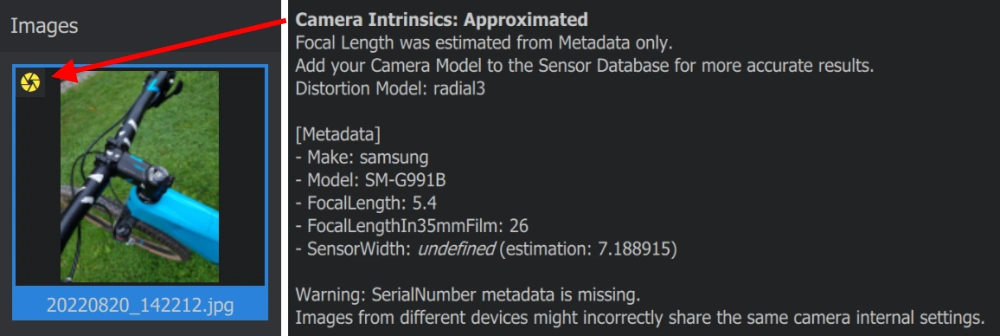 Images
20220820_142212.jpg
Camera Intrinsics: Approximated
Focal Length was estimated from Metadata only.
Add your Camera Model to the Sensor Database for more accurate results.
Distortion Model: radial3
[Metadata]
- Make: samsung
- Model: SM-G991B
- FocalLength: 5.4
- FocalLengthIn35mmFilm: 26
- SensorWidth: undefined (estimation: 7.188915)
Warning: SerialNumber metadata is missing.
Images from different devices might incorrectly share the same camera internal settings.